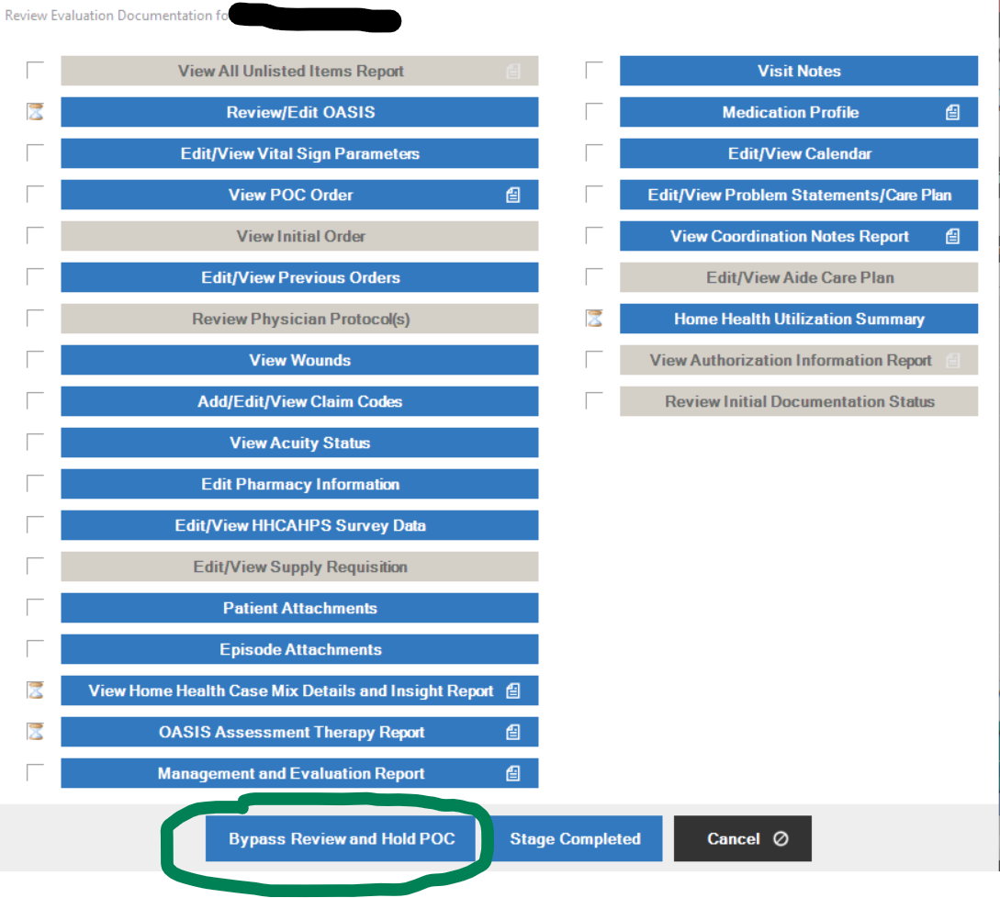 Review Evaluation Documentation fo
View All Unlisted Items Report
Review/Edit OASIS
Edit/View Vital Sign Parameters
View POC Order
View Initial Order
Edit/View Previous Orders
Review Physician Protocol(s)
View Wounds
Add/Edit/View Claim Codes
View Acuity Status
Edit Pharmacy Information
Edit/View HHCAHPS Survey Data
Edit/View Supply Requisition
Patient Attachments
Episode Attachments
View Home Health Case Mix Details and Insight Report
OASIS Assessment Therapy Report
Management and Evaluation Report
Visit Notes
Medication Profile
Edit/View Calendar
Edit/View Problem Statements/Care Plan
View Coordination Notes Report
Edit/View Aide Care Plan
Home Health Utilization Summary
View Authorization Information Report
Review Initial Documentation Status
Bypass Review and Hold POC
Stage Completed
Cancel